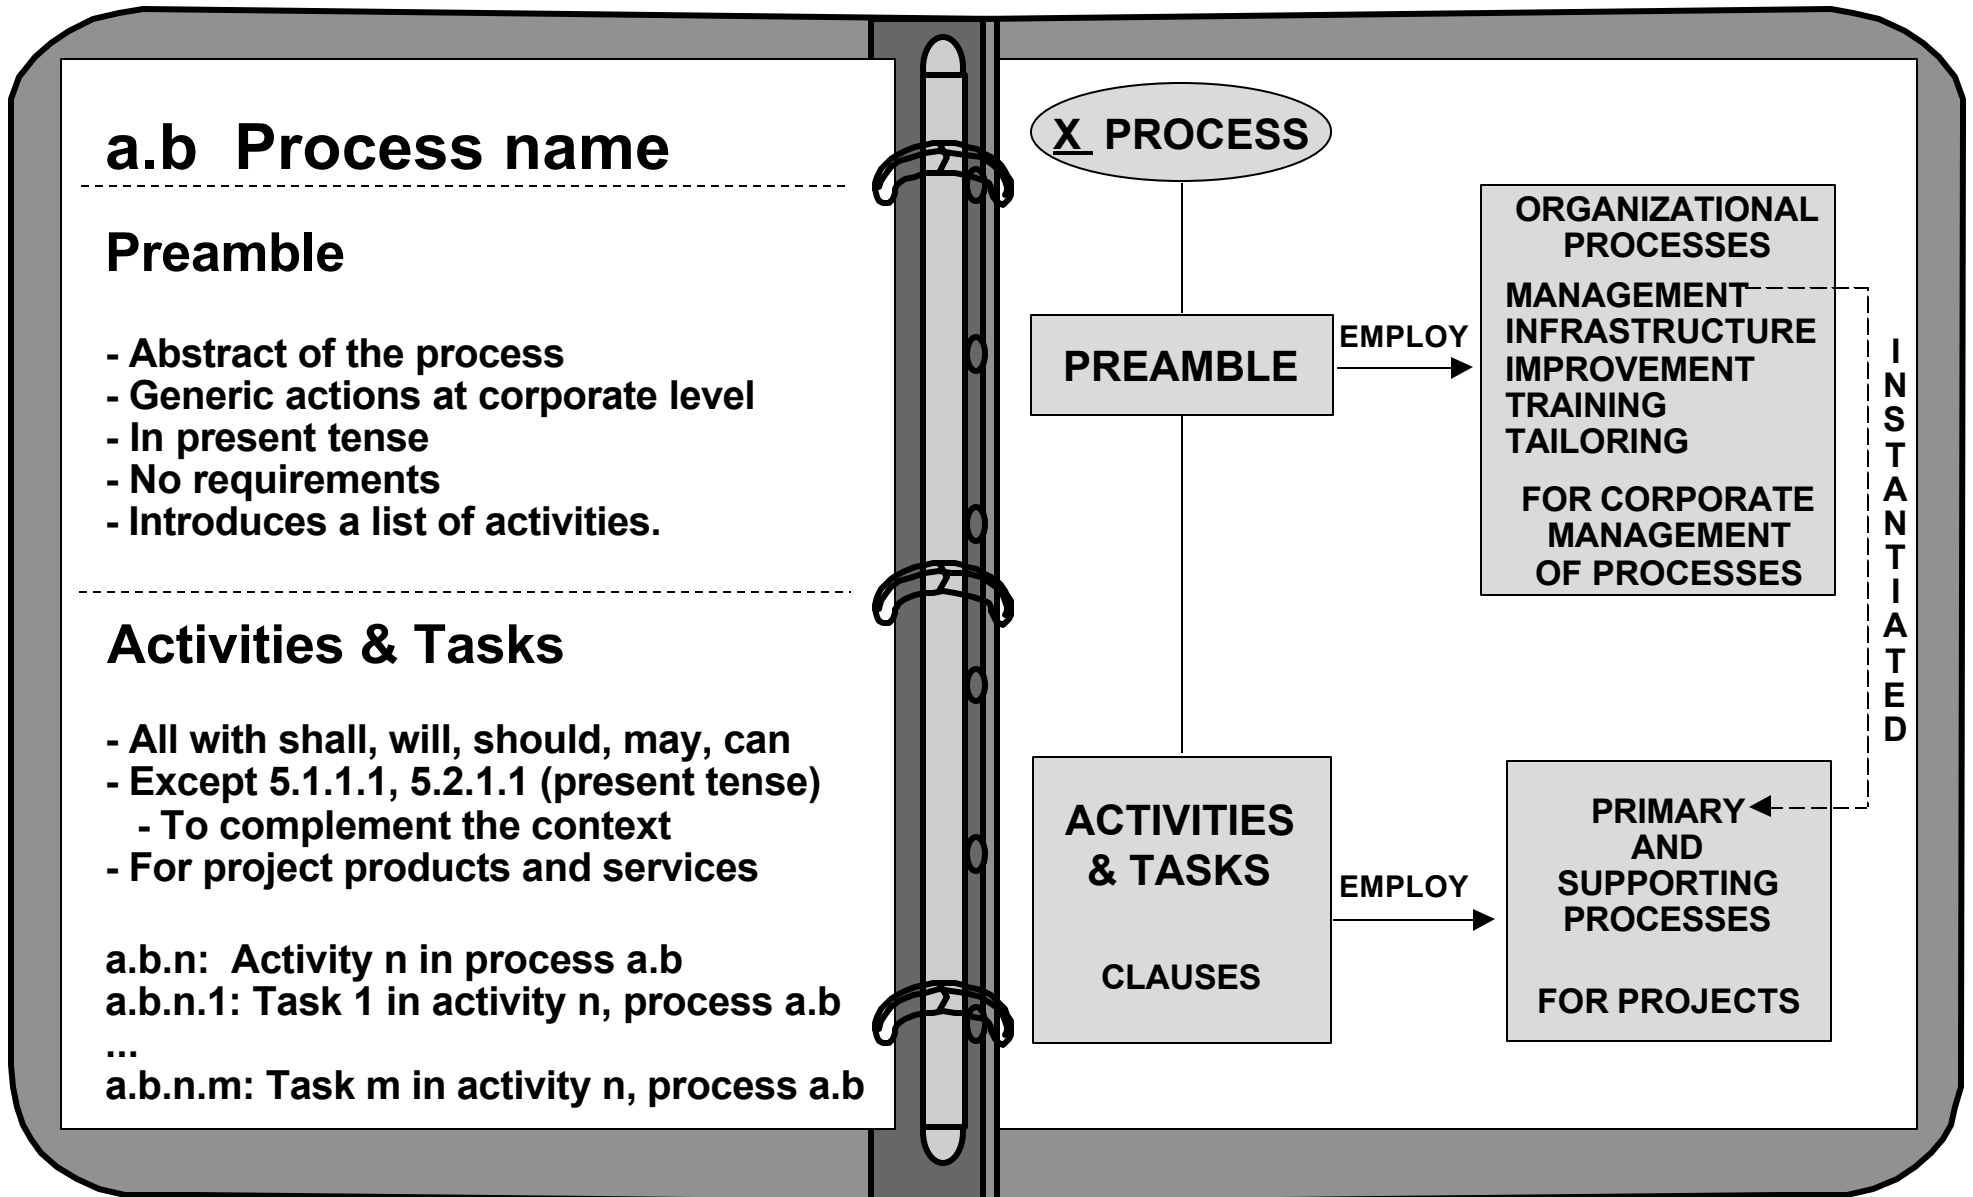 a.b Process name
Preamble
- Abstract of the process
- Generic actions at corporate level
- In present tense
- No requirements
- Introduces a list of activities.
Activities & Tasks
- All with shall, will, should, may, can
- Except 5.1.1.1, 5.2.1.1 (present tense)
- To complement the context
- For project products and services
a.b.n: Activity n in process a.b
a.b.n.1: Task 1 in activity n, process a.b
...
a.b.n.m: Task m in activity n, process a.b
X PROCESS
PREAMBLE
EMPLOY
ORGANIZATIONAL
PROCESSES
MANAGEMENT
INFRASTRUCTURE
IMPROVEMENT
TRAINING
TAILORING
FOR CORPORATE
MANAGEMENT
OF PROCESSES
INSTANTIATED
ACTIVITIES
& TASKS
CLAUSES
EMPLOY
PRIMARY
AND
SUPPORTING
PROCESSES
FOR PROJECTS